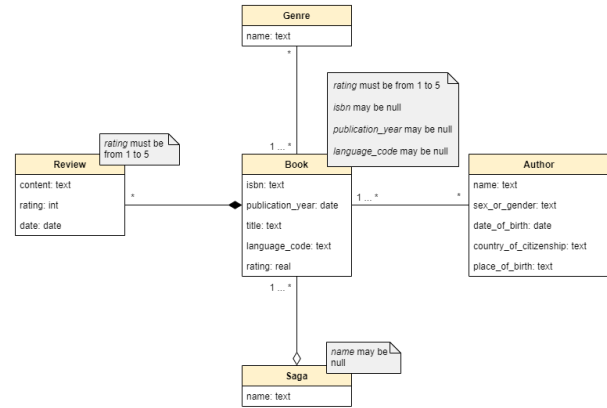 Genre
name: text
*
1 ... *
rating must be from 1 to 5
isbn may be null
publication_year may be null
language_code may be null
rating must be
from 1 to 5
Review
content: text
rating: int
date: date
*
Book
isbn: text
publication_year: date
title: text
language_code: text
rating: real
1 ... *
*
Author
name: text
sex_or_gender: text
date_of_birth: date
country_of_citizenship: text
place_of_birth: text
1 ... *
name may be
null
Saga
name: text